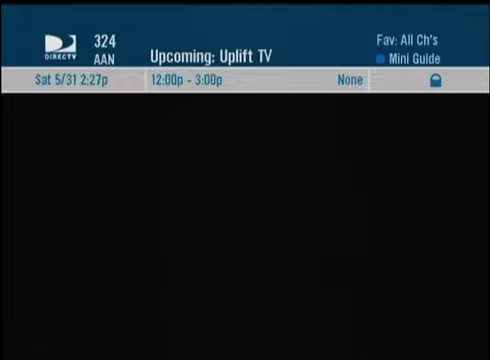 324
DIRECTV
AAN
Upcoming: Uplift TV
Fav: All Ch's
Mini Guide
Sat 5/31 2:27p
12:00p - 3:00p
None